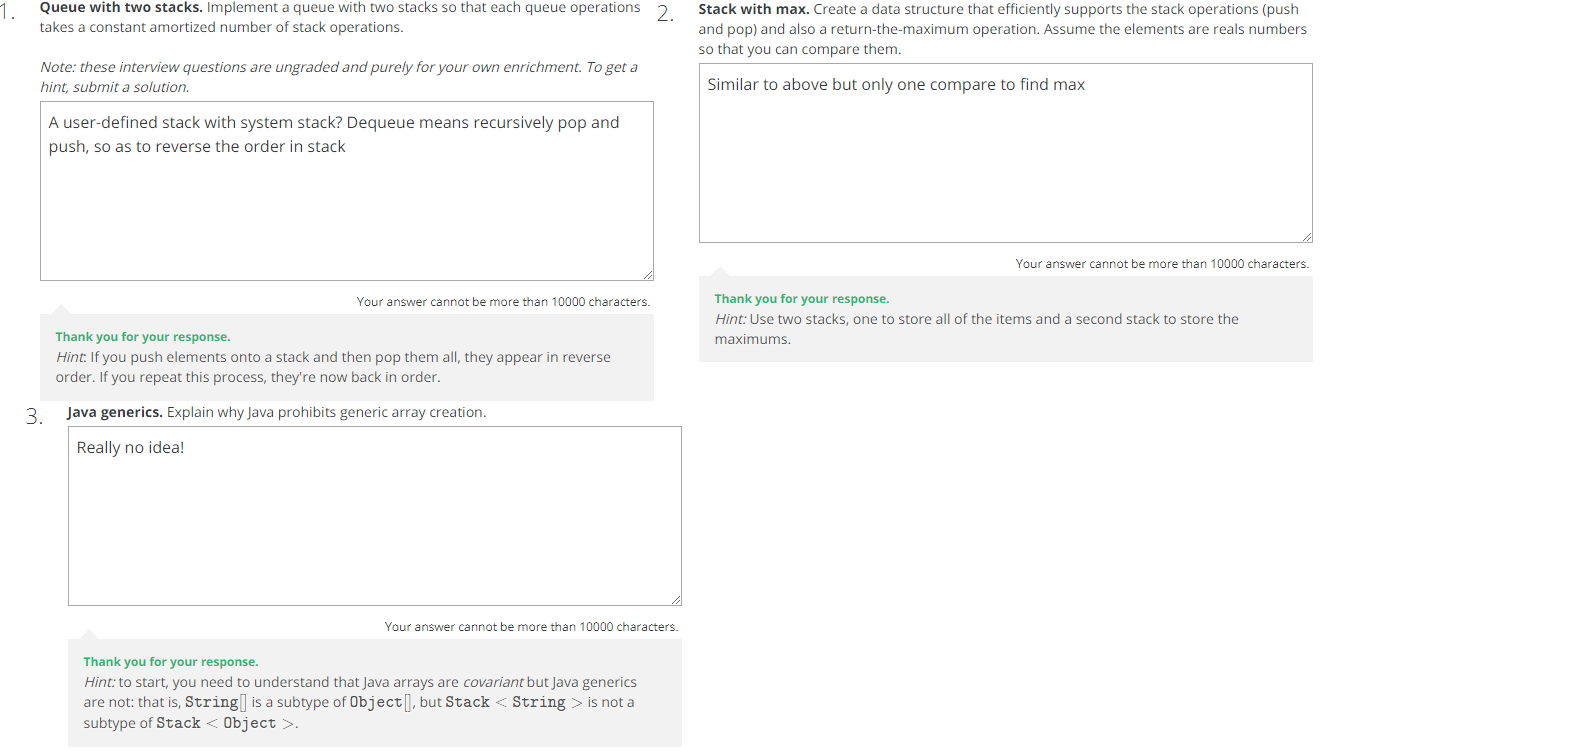 1.
Queue with two stacks. Implement a queue with two stacks so that each queue operations
takes a constant amortized number of stack operations.
Note: these interview questions are ungraded and purely for your own enrichment. To get a
hint, submit a solution.
A user-defined stack with system stack? Dequeue means recursively pop and
push, so as to reverse the order in stack
Your answer cannot be more than 10000 characters.
Thank you for your response.
Hint: If you push elements onto a stack and then pop them all, they appear in reverse
order. If you repeat this process, they're now back in order.
2.
Stack with max. Create a data structure that efficiently supports the stack operations (push
and pop) and also a return-the-maximum operation. Assume the elements are reals numbers
so that you can compare them.
Similar to above but only one compare to find max
Your answer cannot be more than 10000 characters.
Thank you for your response.
Hint: Use two stacks, one to store all of the items and a second stack to store the
maximums.
3.
Java generics. Explain why Java prohibits generic array creation.
Really no idea!
Your answer cannot be more than 10000 characters.
Thank you for your response.
Hint: to start, you need to understand that Java arrays are covariant but Java generics
are not: that is, String[] is a subtype of Object[], but Stack < String > is not a
subtype of Stack < Object >.